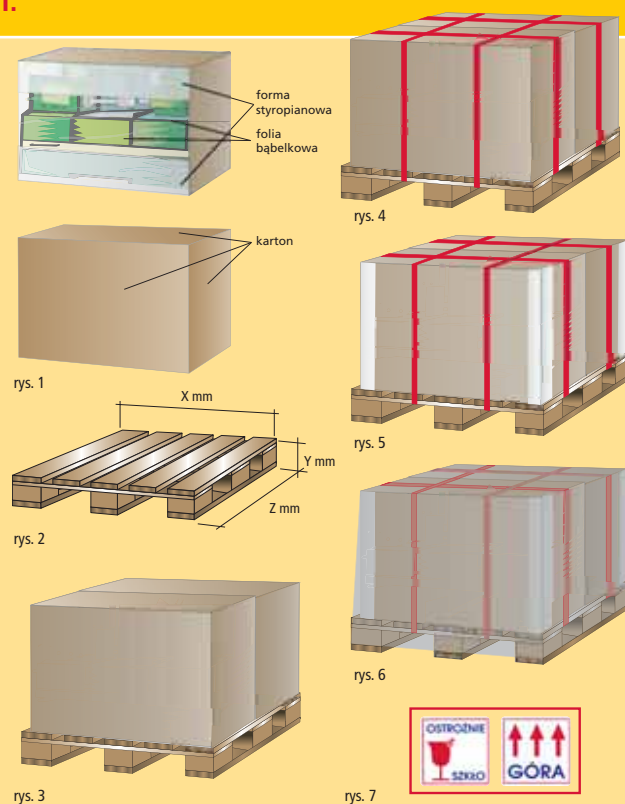 forma
styropianowa
folia
bąbelkowa
karton
rys. 1
X mm
Y mm
Z mm
rys. 2
rys. 3
rys. 4
rys. 5
rys. 6
OSTROŻNIE
SZKŁO
GÓRA
rys. 7